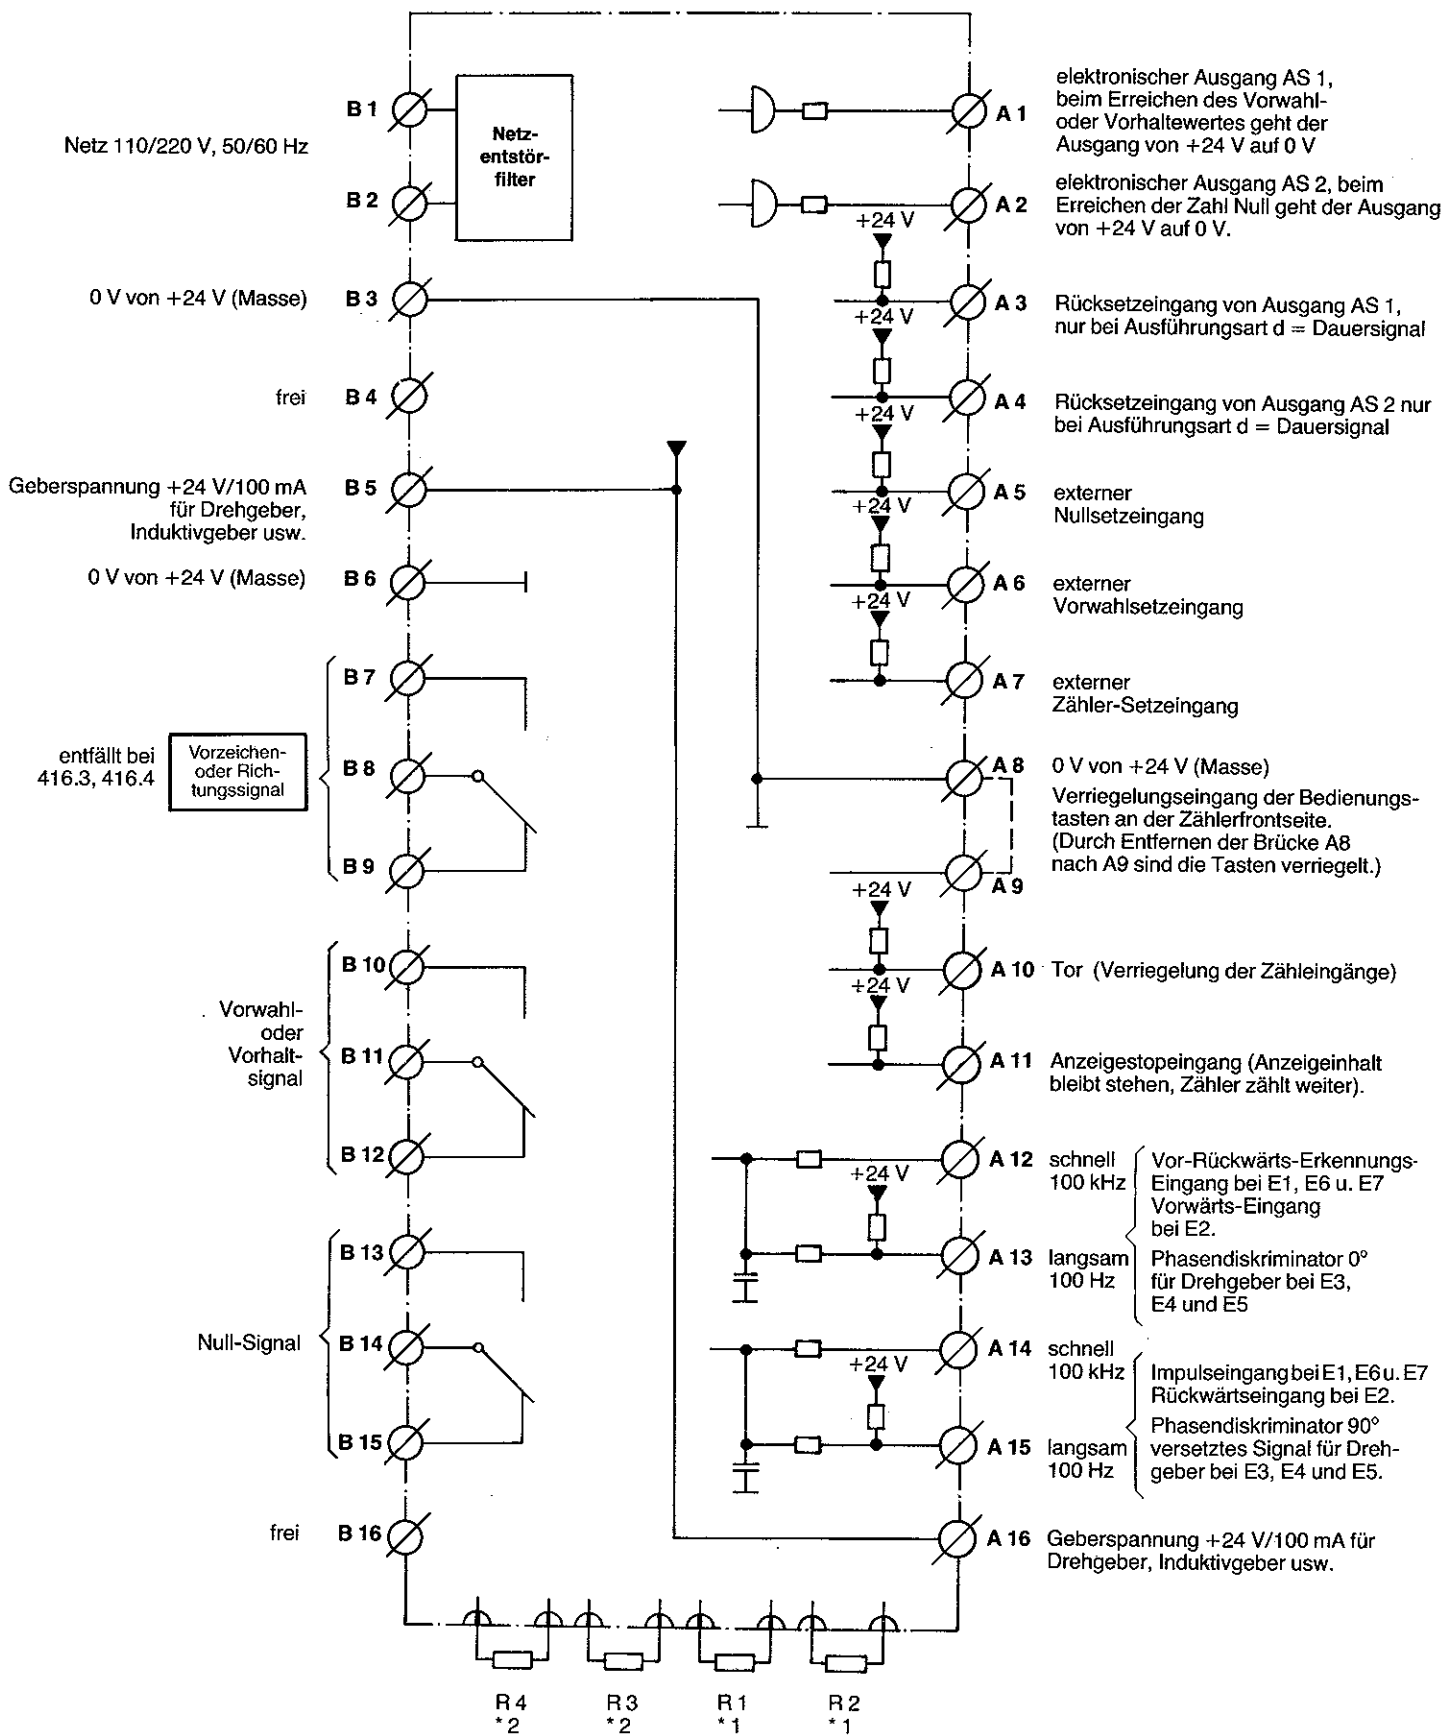 B 1
Netz 110/220 V, 50/60 Hz
B 2
Netz-
entstör-
filter
0 V von +24 V (Masse)
B 3
frei
B 4
Geberspannung +24 V/100 mA
für Drehgeber,
Induktivgeber usw.
B 5
0 V von +24 V (Masse)
B 6
B 7
entfällt bei
416.3, 416.4
Vorzeichen-
oder Rich-
tungssignal
B 8
B 9
B 10
Vorwahl-
oder
Vorhalt-
signal
B 11
B 12
B 13
Null-Signal
B 14
B 15
frei
B 16
A 1
elektronischer Ausgang AS 1,
beim Erreichen des Vorwahl-
oder Vorhaltewertes geht der
Ausgang von +24 V auf 0 V
A 2
elektronischer Ausgang AS 2, beim
Erreichen der Zahl Null geht der Ausgang
von +24 V auf 0 V.
+24 V
A 3
Rücksetzeingang von Ausgang AS 1,
nur bei Ausführungsart d = Dauersignal
+24 V
A 4
Rücksetzeingang von Ausgang AS 2 nur
bei Ausführungsart d = Dauersignal
+24 V
A 5
externer
Nullsetzeingang
+24 V
A 6
externer
Vorwahlsetzeingang
+24 V
A 7
externer
Zähler-Setzeingang
A 8
0 V von +24 V (Masse)
Verriegelungseingang der Bedienungs-
tasten an der Zählerfrontseite.
(Durch Entfernen der Brücke A8
nach A9 sind die Tasten verriegelt.)
A 9
+24 V
A 10
Tor (Verriegelung der Zähleingänge)
+24 V
A 11
Anzeigestopeingang (Anzeigeinhalt
bleibt stehen, Zähler zählt weiter).
A 12
schnell
100 kHz
+24 V
A 13
langsam
100 Hz
Vor-Rückwärts-Erkennungs-
Eingang bei E1, E6 u. E7
Vorwärts-Eingang
bei E2.
Phasendiskriminator 0°
für Drehgeber bei E3,
E4 und E5
A 14
schnell
100 kHz
+24 V
A 15
langsam
100 Hz
Impulseingang bei E1, E6 u. E7
Rückwärtseingang bei E2.
Phasendiskriminator 90°
versetztes Signal für Dreh-
geber bei E3, E4 und E5.
A 16
Geberspannung +24 V/100 mA für
Drehgeber, Induktivgeber usw.
R 4
*2
R 3
*2
R 1
*1
R 2
*1